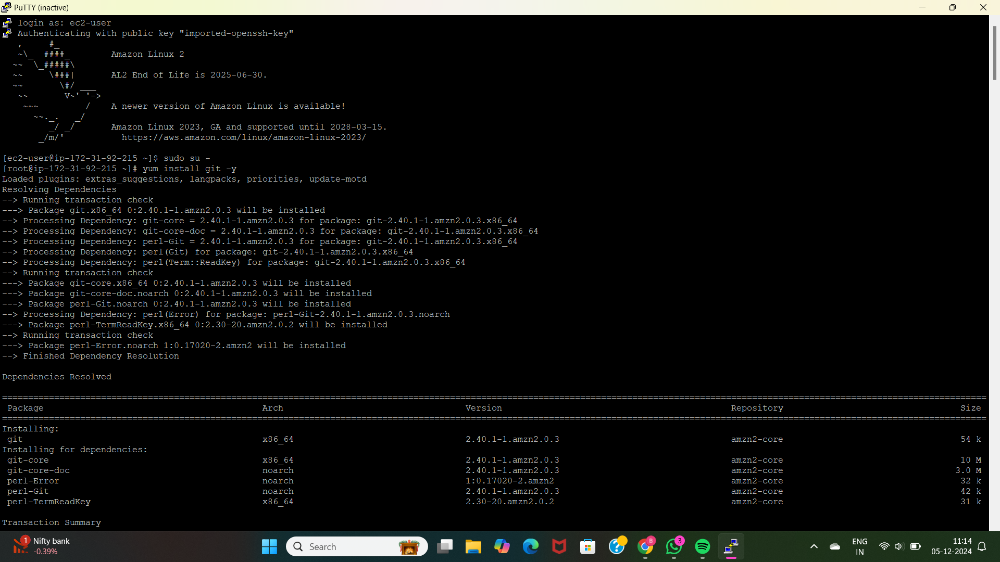 PuTTY (inactive)
login as: ec2-user
Authenticating with public key "imported-openssh-key"
   ,     #_
   ~\_  ####_        Amazon Linux 2
  ~~  \_#####\
  ~~     \###|       AL2 End of Life is 2025-06-30.
  ~~       \#/ ___
   ~~       V~' '->
    ~~~         /    A newer version of Amazon Linux is available!
      ~~._.   _/
         _/ _/       Amazon Linux 2023, GA and supported until 2028-03-15.
       _/m/'           https://aws.amazon.com/linux/amazon-linux-2023/
[ec2-user@ip-172-31-92-215 ~]$ sudo su -
[root@ip-172-31-92-215 ~]# yum install git -y
Loaded plugins: extras_suggestions, langpacks, priorities, update-motd
Resolving Dependencies
--> Running transaction check
---> Package git.x86_64 0:2.40.1-1.amzn2.0.3 will be installed
--> Processing Dependency: git-core = 2.40.1-1.amzn2.0.3 for package: git-2.40.1-1.amzn2.0.3.x86_64
--> Processing Dependency: git-core-doc = 2.40.1-1.amzn2.0.3 for package: git-2.40.1-1.amzn2.0.3.x86_64
--> Processing Dependency: perl-Git = 2.40.1-1.amzn2.0.3 for package: git-2.40.1-1.amzn2.0.3.x86_64
--> Processing Dependency: perl(Git) for package: git-2.40.1-1.amzn2.0.3.x86_64
--> Processing Dependency: perl(Term::ReadKey) for package: git-2.40.1-1.amzn2.0.3.x86_64
--> Running transaction check
---> Package git-core.x86_64 0:2.40.1-1.amzn2.0.3 will be installed
---> Package git-core-doc.noarch 0:2.40.1-1.amzn2.0.3 will be installed
---> Package perl-Git.noarch 0:2.40.1-1.amzn2.0.3 will be installed
--> Processing Dependency: perl(Error) for package: perl-Git-2.40.1-1.amzn2.0.3.noarch
---> Package perl-TermReadKey.x86_64 0:2.30-20.amzn2.0.2 will be installed
--> Running transaction check
---> Package perl-Error.noarch 1:0.17020-2.amzn2 will be installed
--> Finished Dependency Resolution
Dependencies Resolved
Package Arch Version Repository Size
Installing:
git x86_64 2.40.1-1.amzn2.0.3 amzn2-core 54 k
Installing for dependencies:
git-core x86_64 2.40.1-1.amzn2.0.3 amzn2-core 10 M
git-core-doc noarch 2.40.1-1.amzn2.0.3 amzn2-core 3.0 M
perl-Error noarch 1:0.17020-2.amzn2 amzn2-core 32 k
perl-Git noarch 2.40.1-1.amzn2.0.3 amzn2-core 42 k
perl-TermReadKey x86_64 2.30-20.amzn2.0.2 amzn2-core 31 k
Transaction Summary
1 Nifty bank
-0.39%
Search
B
3
ENG
IN
11:14
05-12-2024